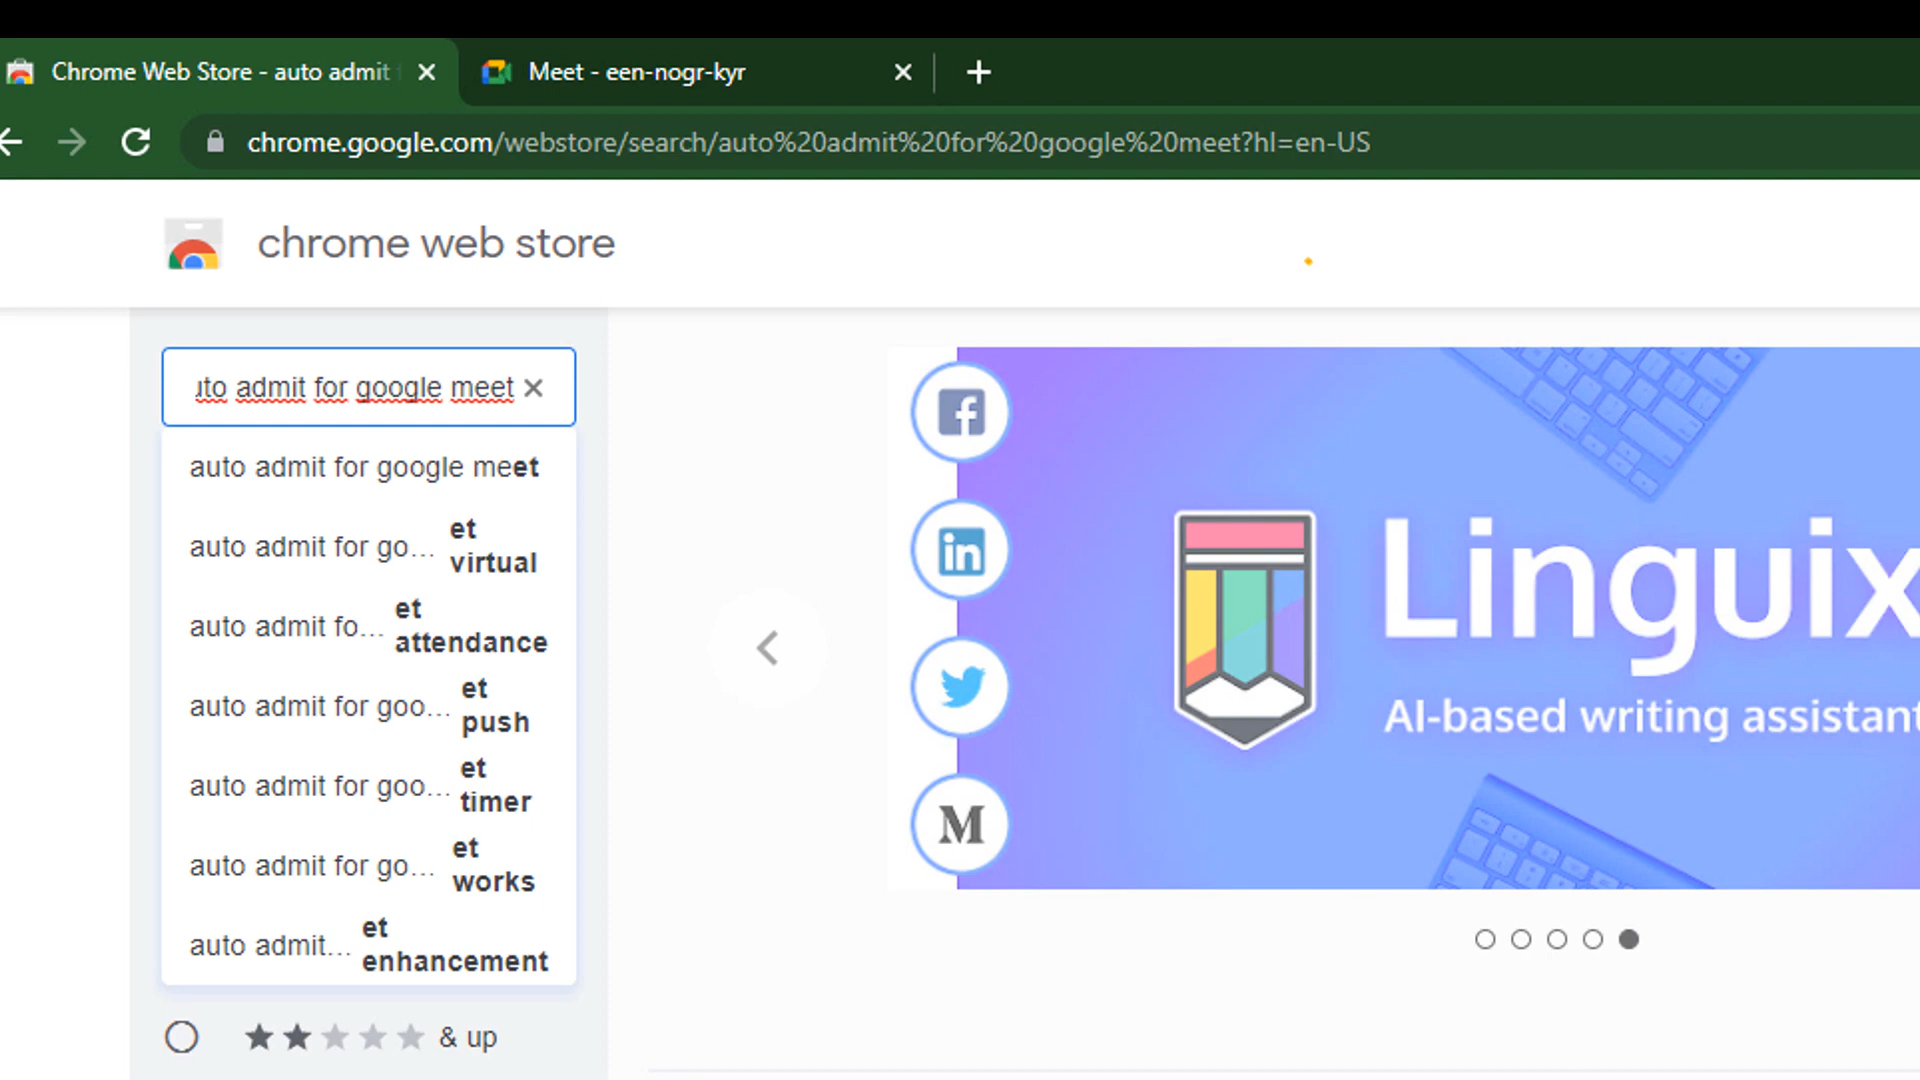 Chrome Web Store - auto admit
Meet - een-nogr-kyr
chrome.google.com/webstore/search/auto%20admit%20for%20google%20meet?hl=en-US
chrome web store
uto admit for google meet
auto admit for google meet
auto admit for go... et
virtual
auto admit fo... et
attendance
auto admit for goo... et
push
auto admit for goo... et
timer
auto admit for go... et
works
auto admit... et
enhancement
& up
f
in
M
Linguix
AI-based writing assistant